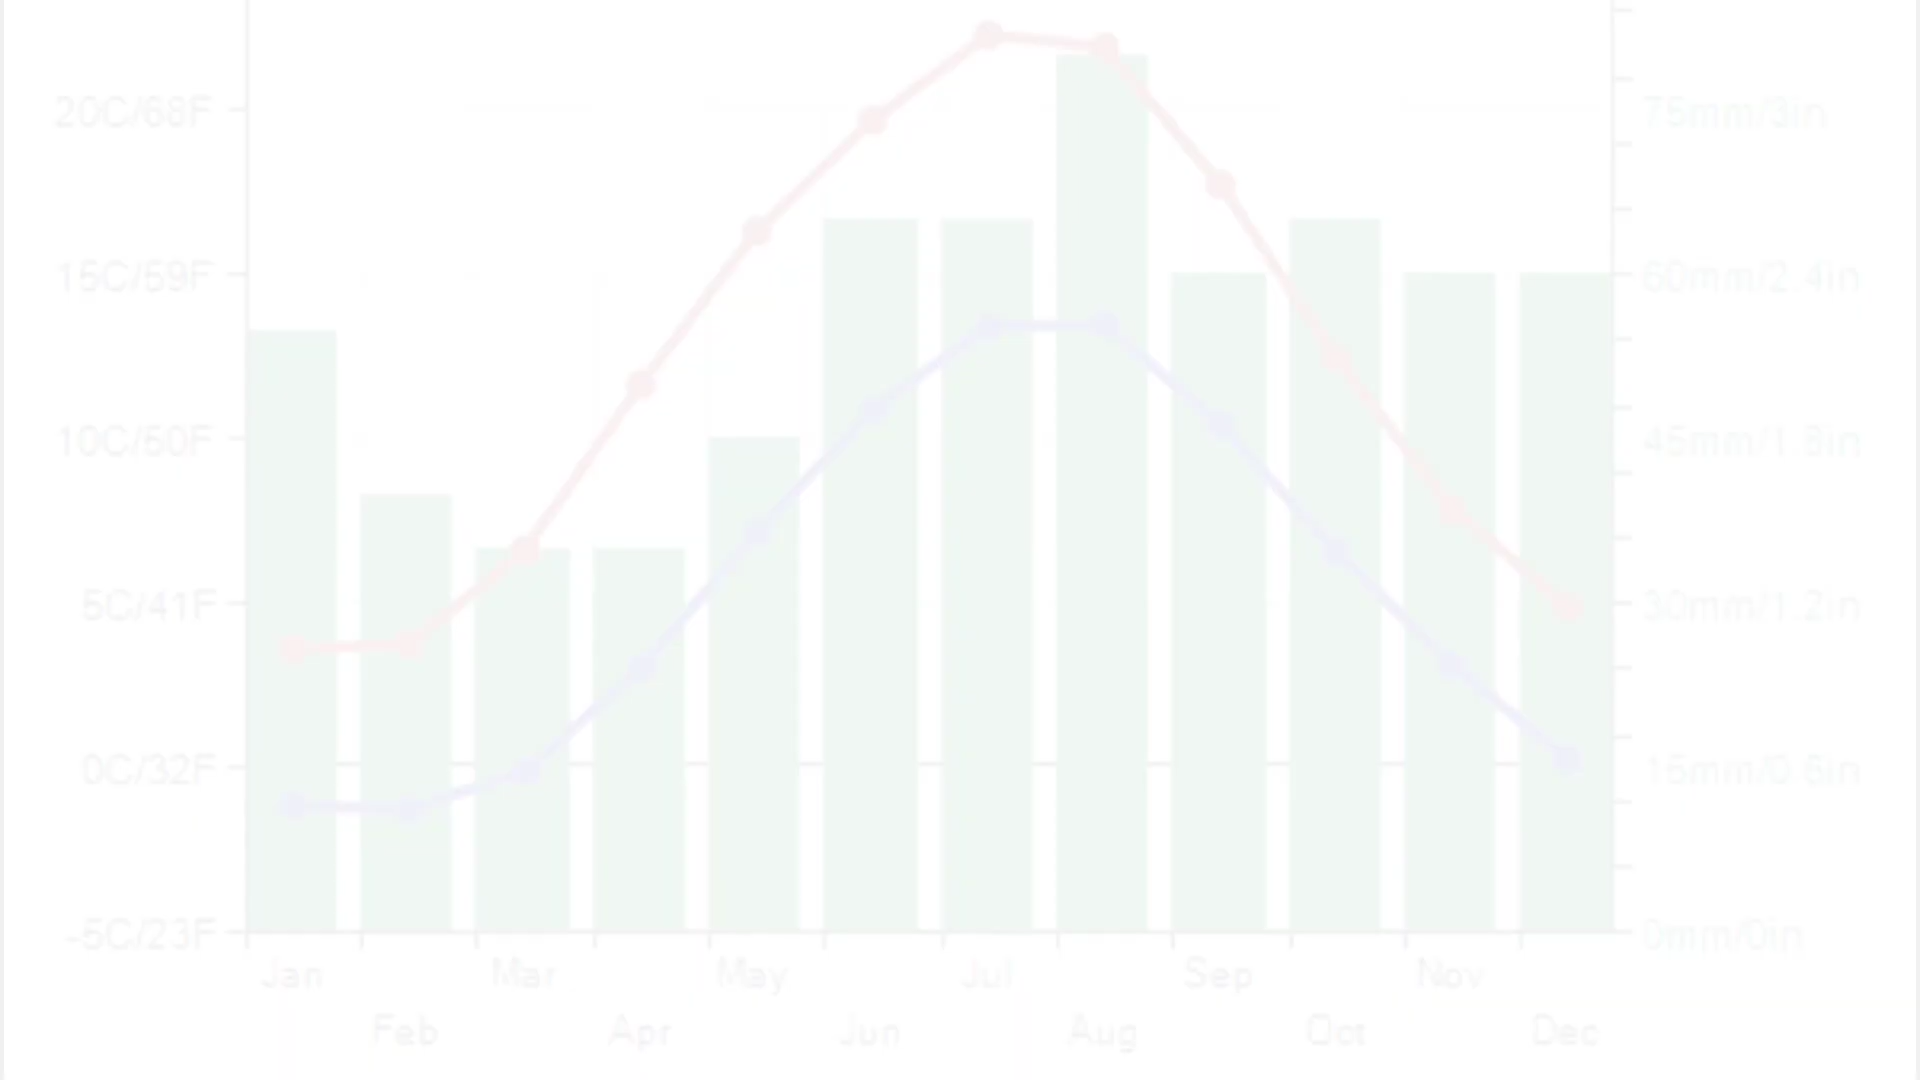 20C/68F
75mm/3in
15C/59F
60mm/2.4in
10C/50F
45mm/1.8in
5C/41F
30mm/1.2in
0C/32F
15mm/0.6in
-5C/23F
0mm/0in
Jan Mar May Jul Sep Nov
Feb Apr Jun Aug Oct Dec